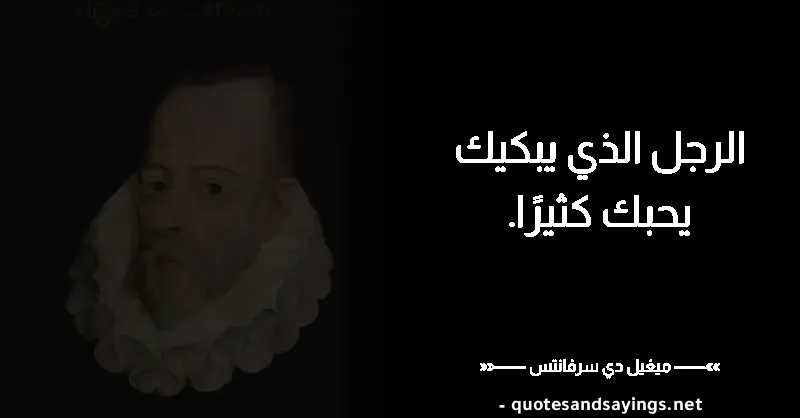 الرجل الذي يبكيك
يحبك كثيرًا.
»—— ميغيل دي سرفانتس ——»«
- quotesandsayings.net